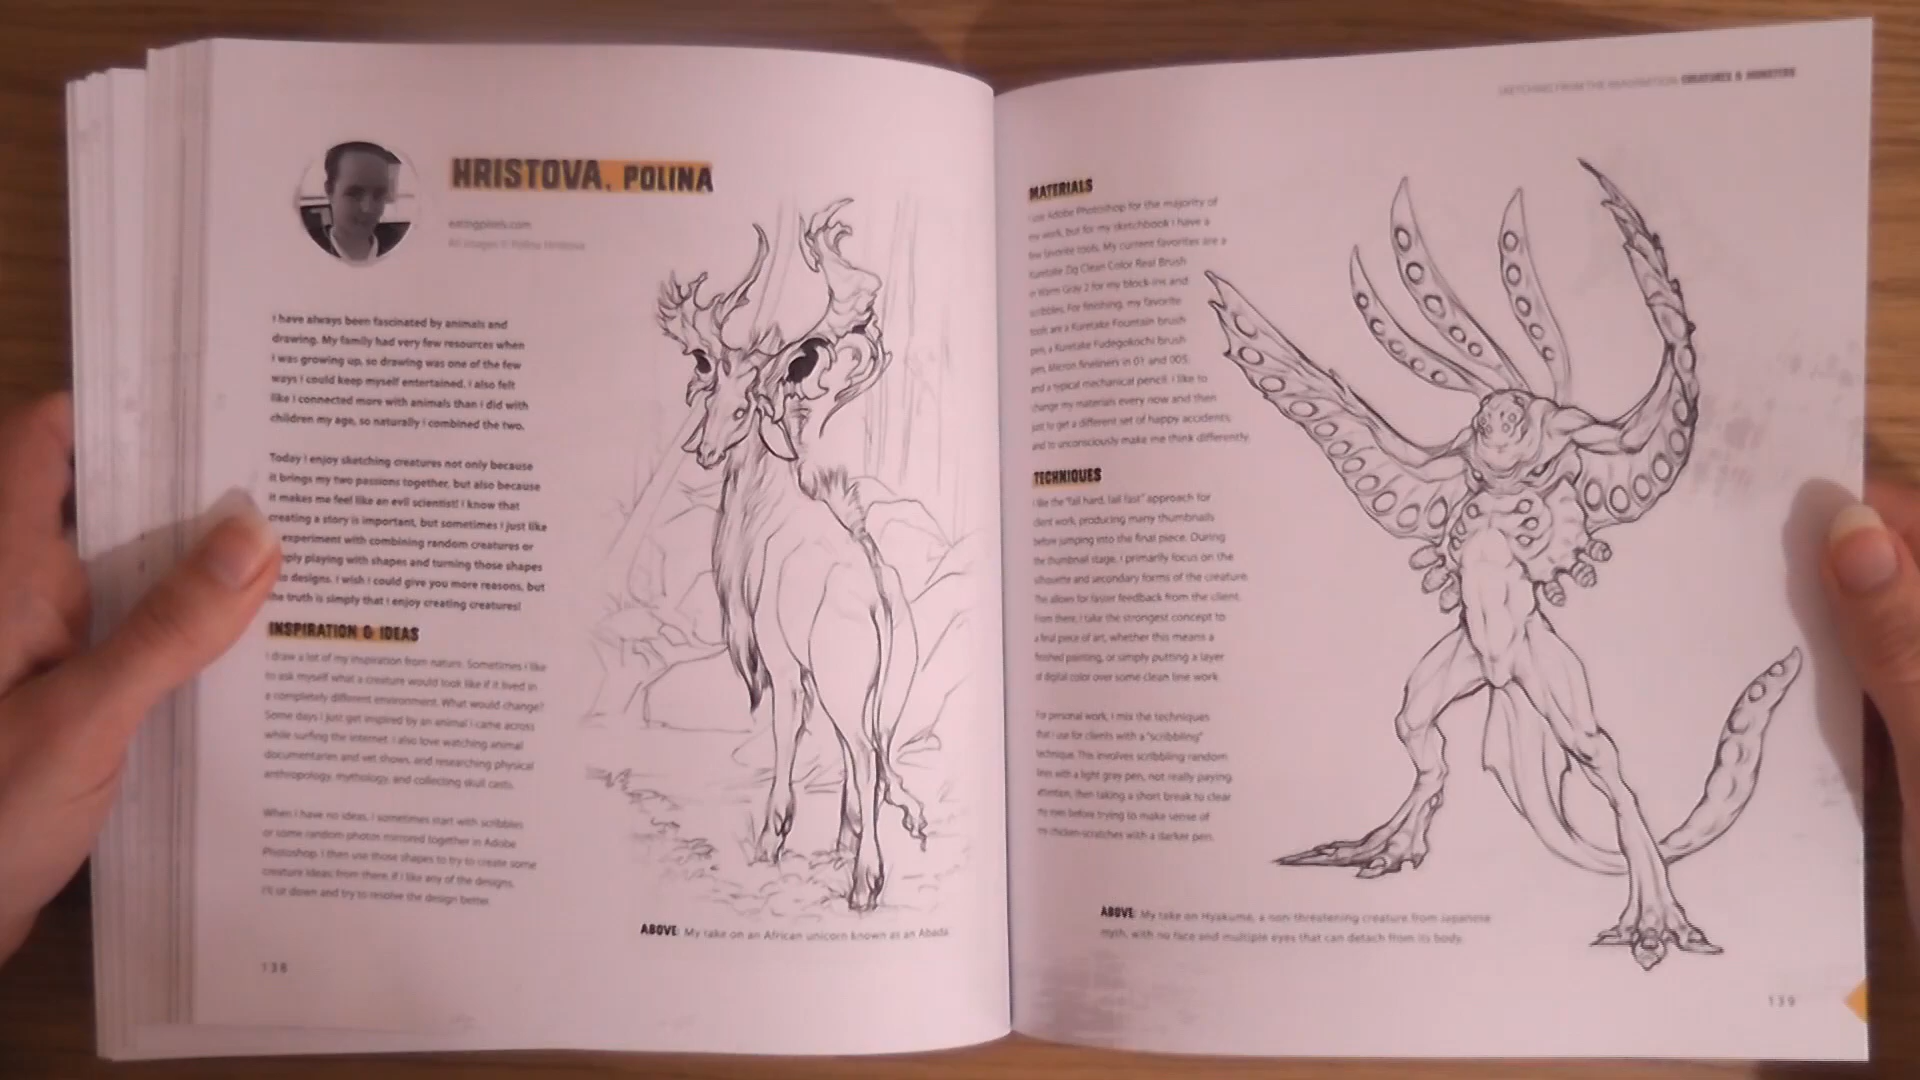 HRISTOVA, POLINA
eatingpixels.com
All images © Polina Hristova
I have always been fascinated by animals and
drawing. My family had very few resources when
I was growing up, so drawing was one of the few
ways I could keep myself entertained. I also felt
like I connected more with animals than I did with
children my age, so naturally I combined the two.
Today I enjoy sketching creatures not only because
it brings my two passions together, but also because
it makes me feel like an evil scientist! I know that
creating a story is important, but sometimes I just like
experiment with combining random creatures or
mply playing with shapes and turning those shapes
to designs. I wish I could give you more reasons, but
the truth is simply that I enjoy creating creatures!
INSPIRATION & IDEAS
I draw a lot of my inspiration from nature. Sometimes I like
to ask myself what a creature would look like if it lived in
a completely different environment. What would change?
Some days I just get inspired by an animal I came across
while surfing the internet. I also love watching animal
documentaries and vet shows, and researching physical
anthropology, mythology, and collecting skull casts.
When I have no ideas, I sometimes start with scribbles
or some random photos mirrored together in Adobe
Photoshop. I then use those shapes to try to create some
creature ideas from there. If I like any of the designs,
I'll sit down and try to resolve the design better.
ABOVE: My take on an African unicorn known as an Abada
138
SKETCHING FROM THE IMAGINATION: CREATURES & MONSTERS
MATERIALS
I use Adobe Photoshop for the majority of
my work, but for my sketchbook I have a
few favorite tools. My current favorites are a
Kuretake Zig Clean Color Real Brush
in Warm Gray 2 for my block-ins and
scribbles. For finishing, my favorite
tools are a Kuretake Fountain brush
pen, a Kuretake Fudegokochi brush
pen, Micron fineliners in 01 and 005,
and a typical mechanical pencil. I like to
change my materials every now and then
just to get a different set of happy accidents,
and to unconsciously make me think differently.
TECHNIQUES
I like the "fail hard, fail fast" approach for
client work, producing many thumbnails
before jumping into the final piece. During
the thumbnail stage, I primarily focus on the
silhouette and secondary forms of the creature.
The allows for faster feedback from the client.
From there, I take the strongest concept to
a final piece of art, whether this means a
finished painting, or simply putting a layer
of digital color over some clean line work.
For personal work, I mix the techniques
that I use for clients with a "scribbling"
technique. This involves scribbling random
lines with a light gray pen, not really paying
attention, then taking a short break to clear
my eyes before trying to make sense of
my chicken-scratches with a darker pen.
ABOVE: My take on Hyakume, a non-threatening creature from Japanese
myth, with no face and multiple eyes that can detach from its body.
139